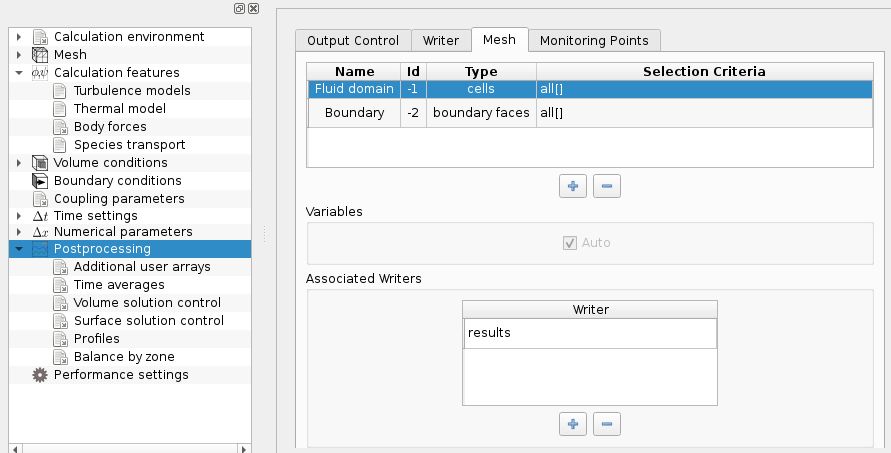 Calculation environment
Mesh
φ,ψ Calculation features
Turbulence models
Thermal model
Body forces
Species transport
Volume conditions
Boundary conditions
Coupling parameters
Δt Time settings
Δx Numerical parameters
Postprocessing
Additional user arrays
Time averages
Volume solution control
Surface solution control
Profiles
Balance by zone
Performance settings
Output Control Writer Mesh Monitoring Points
Name Id Type Selection Criteria
Fluid domain -1 cells all[]
Boundary -2 boundary faces all[]
Variables
Auto
Associated Writers
Writer
results